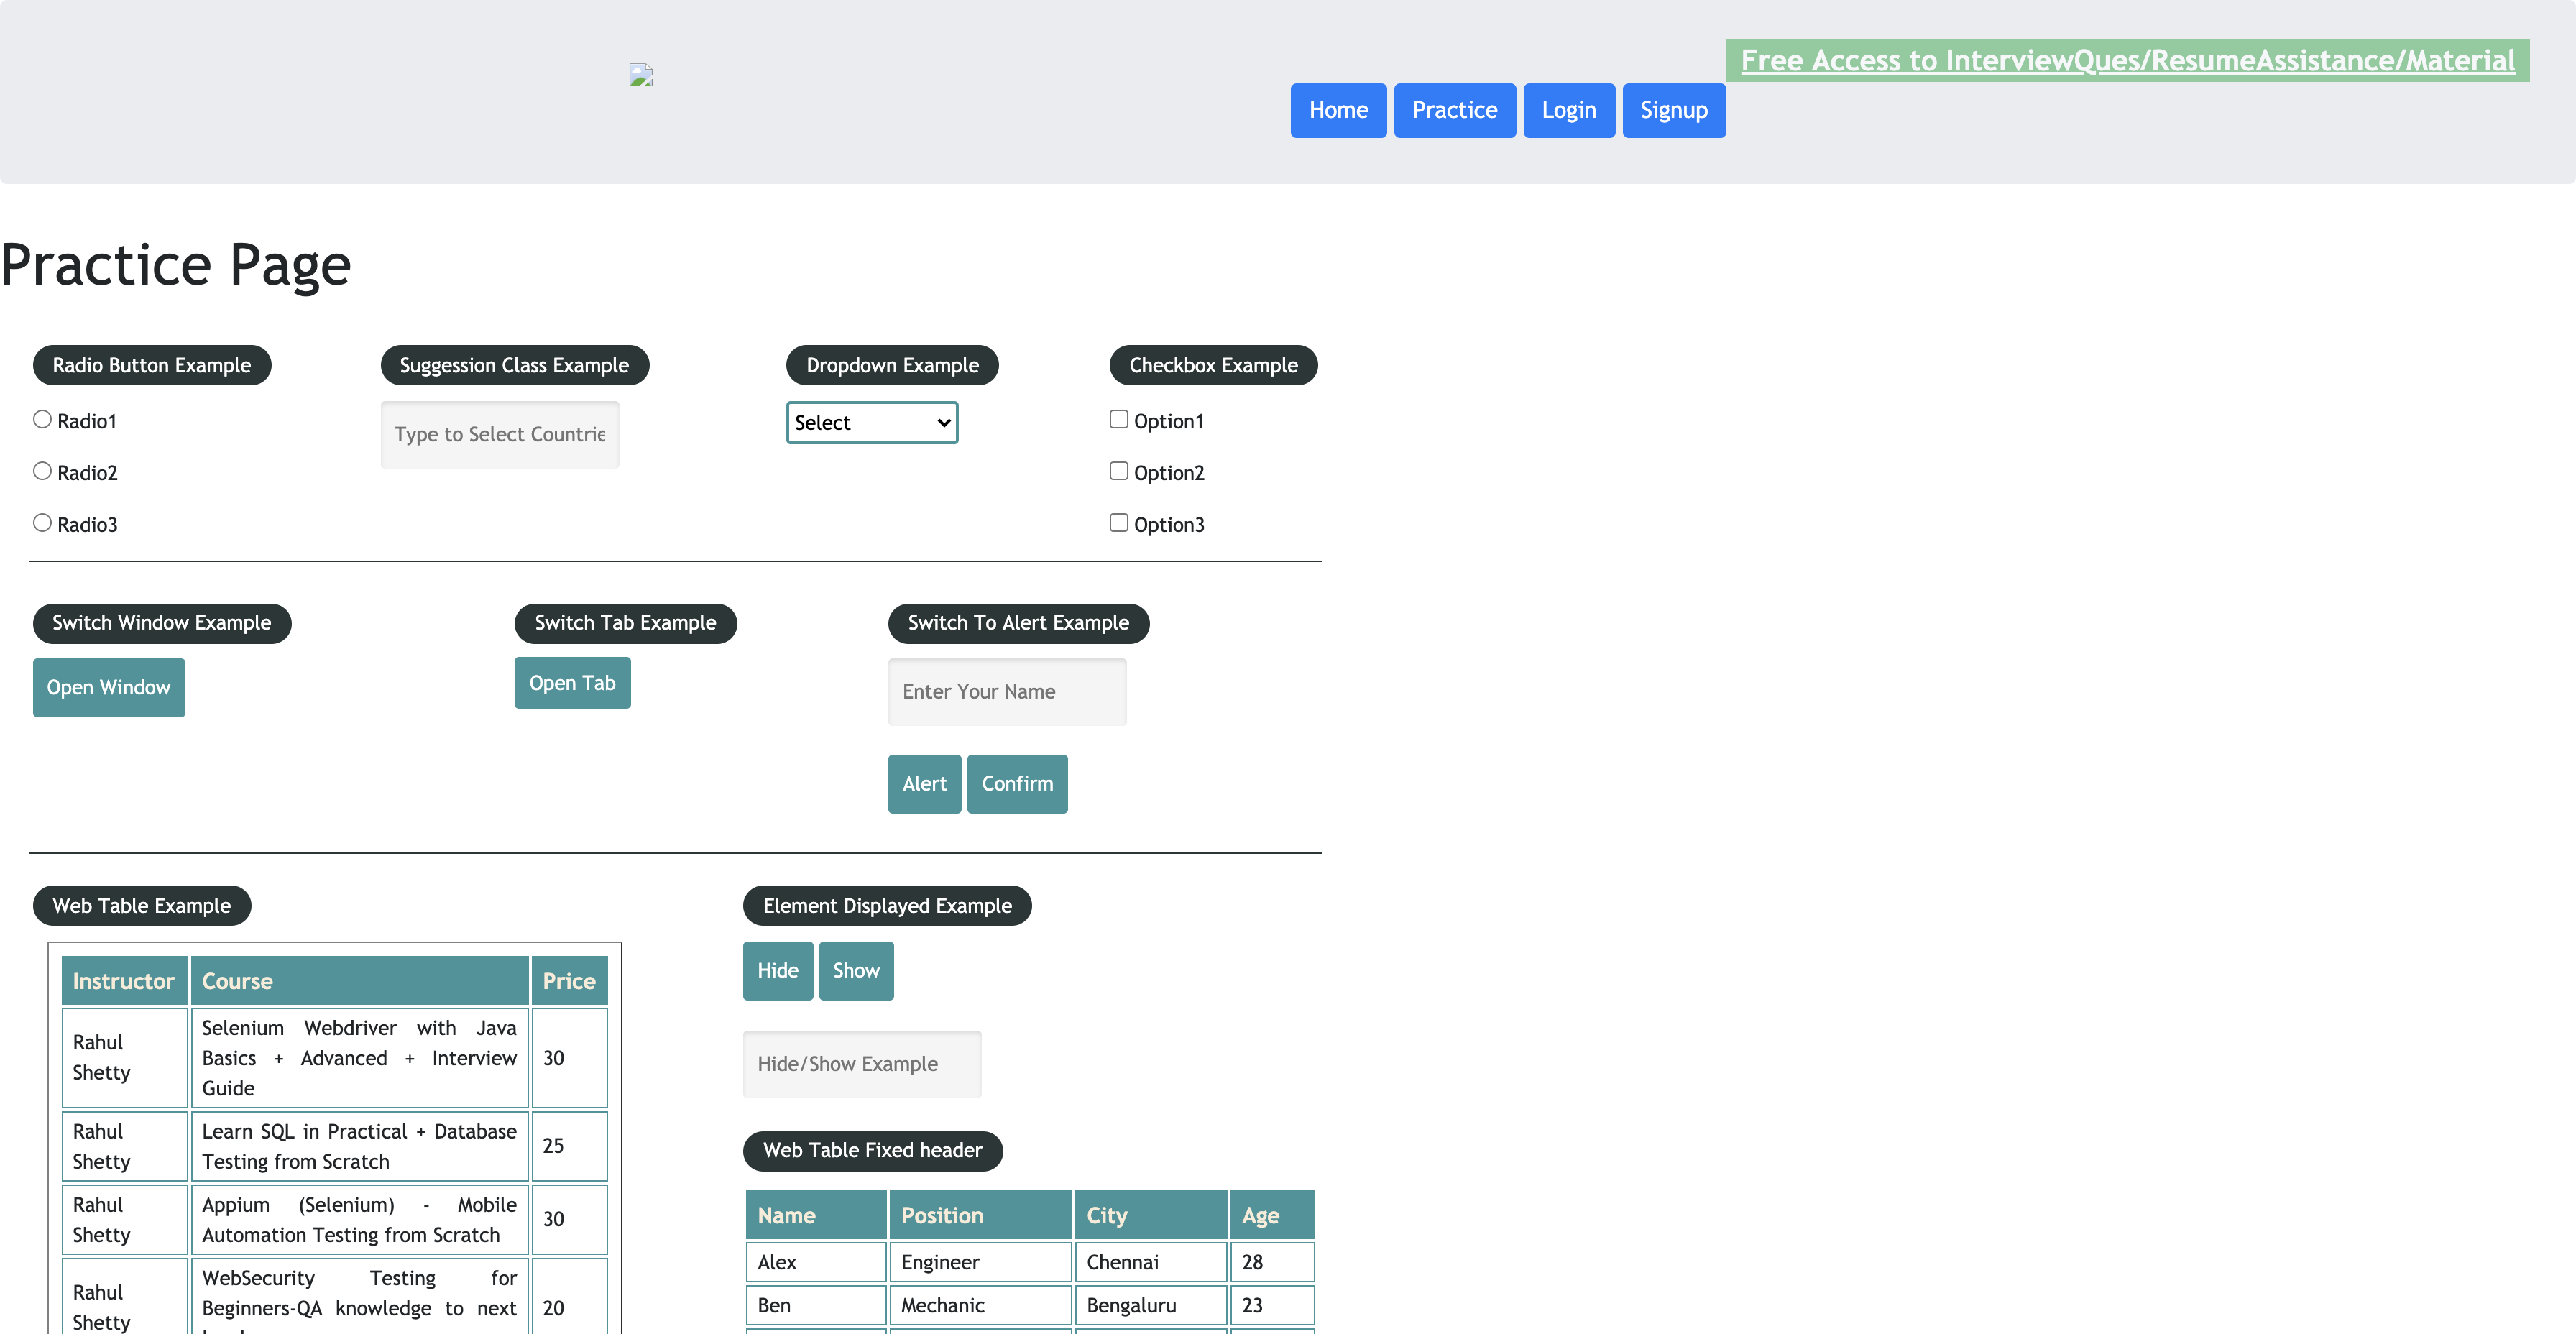 Free Access to InterviewQues/ResumeAssistance/Material
Home Practice Login Signup
Practice Page
Radio Button Example
Radio1
Radio2
Radio3
Suggession Class Example
Type to Select Countrie
Dropdown Example
Select
Checkbox Example
Option1
Option2
Option3
Switch Window Example
Open Window
Switch Tab Example
Open Tab
Switch To Alert Example
Enter Your Name
Alert Confirm
Web Table Example
Instructor Course Price
Rahul Shetty Selenium Webdriver with Java
Basics + Advanced + Interview
Guide 30
Rahul Shetty Learn SQL in Practical + Database
Testing from Scratch 25
Rahul Shetty Appium (Selenium) - Mobile
Automation Testing from Scratch 30
Rahul Shetty WebSecurity Testing for
Beginners-QA knowledge to next 20
Element Displayed Example
Hide Show
Hide/Show Example
Web Table Fixed header
Name Position City Age
Alex Engineer Chennai 28
Ben Mechanic Bengaluru 23